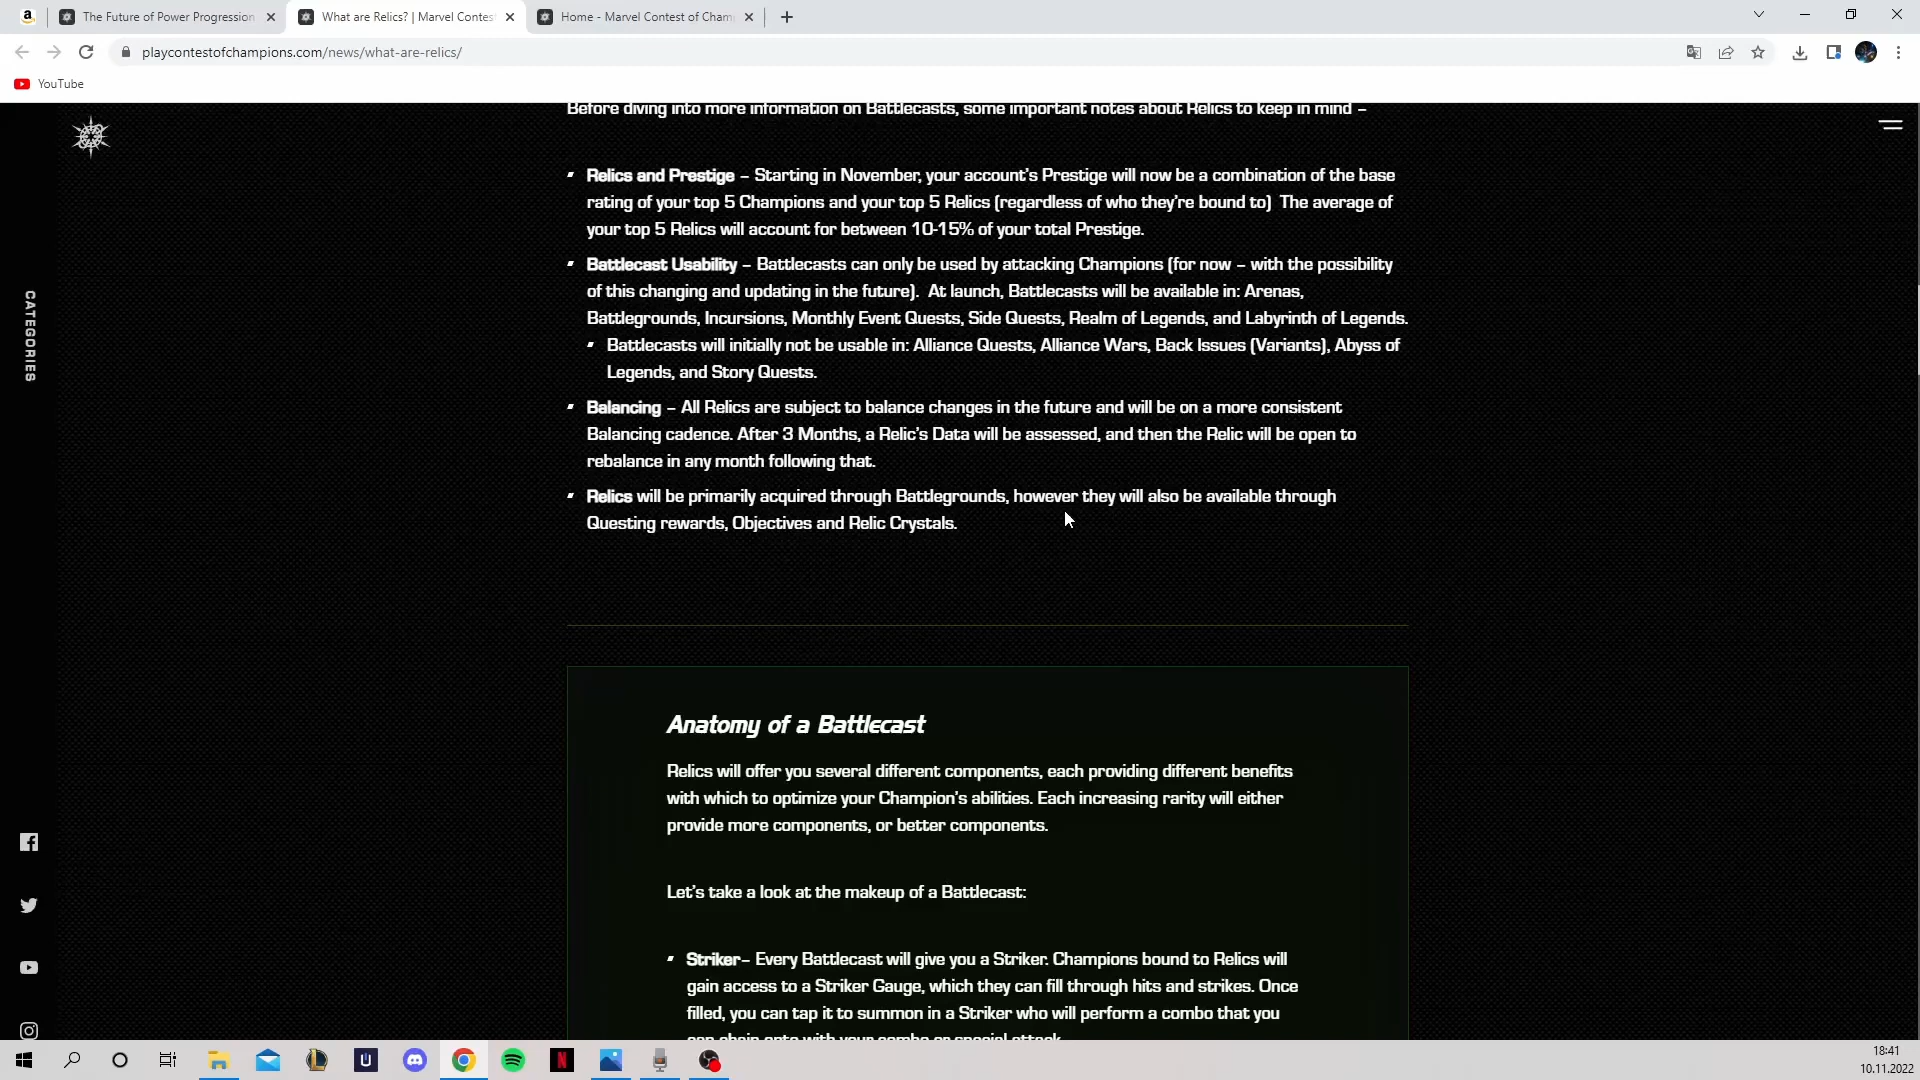 The Future of Power Progression
What are Relics? | Marvel Contest
Home - Marvel Contest of Cham
playcontestofchampions.com/news/what-are-relics/
YouTube
Before diving into more information on Battlecasts, some important notes about Relics to keep in mind –
Relics and Prestige – Starting in November, your account's Prestige will now be a combination of the base
rating of your top 5 Champions and your top 5 Relics (regardless of who they're bound to)  The average of
your top 5 Relics will account for between 10-15% of your total Prestige.
Battlecast Usability – Battlecasts can only be used by attacking Champions (for now – with the possibility
of this changing and updating in the future).  At launch, Battlecasts will be available in: Arenas,
Battlegrounds, Incursions, Monthly Event Quests, Side Quests, Realm of Legends, and Labyrinth of Legends.
Battlecasts will initially not be usable in: Alliance Quests, Alliance Wars, Back Issues (Variants), Abyss of
Legends, and Story Quests.
Balancing – All Relics are subject to balance changes in the future and will be on a more consistent
Balancing cadence. After 3 Months, a Relic's Data will be assessed, and then the Relic will be open to
rebalance in any month following that.
Relics will be primarily acquired through Battlegrounds, however they will also be available through
Questing rewards, Objectives and Relic Crystals.
CATEGORIES
Anatomy of a Battlecast
Relics will offer you several different components, each providing different benefits
with which to optimize your Champion's abilities. Each increasing rarity will either
provide more components, or better components.
Let's take a look at the makeup of a Battlecast:
Striker– Every Battlecast will give you a Striker. Champions bound to Relics will
gain access to a Striker Gauge, which they can fill through hits and strikes. Once
filled, you can tap it to summon in a Striker who will perform a combo that you
can chain onto with your combo or special attack.
18:41
10.11.2022